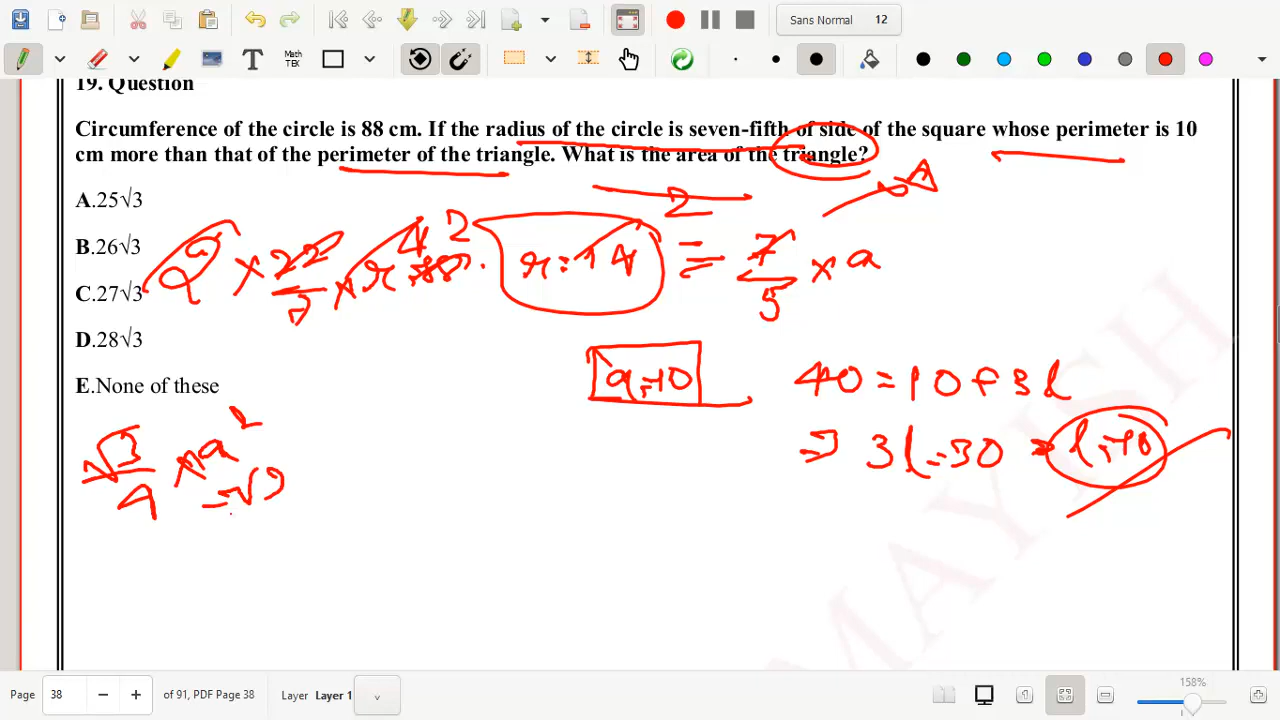 Sans Normal 12
Math TEX
19. Question
Circumference of the circle is 88 cm. If the radius of the circle is seven-fifth of side of the square whose perimeter is 10
cm more than that of the perimeter of the triangle. What is the area of the triangle?
A.25√3
B.26√3
C.27√3
D.28√3
E.None of these
r = 14 = 7/5 × a
a = 10
40 = 10 + 3l
⇒ 3l = 30 ⇒ l = 10
√3/4 × a²
MAYISH
Page 38 of 91, PDF Page 38 Layer Layer 1 158%